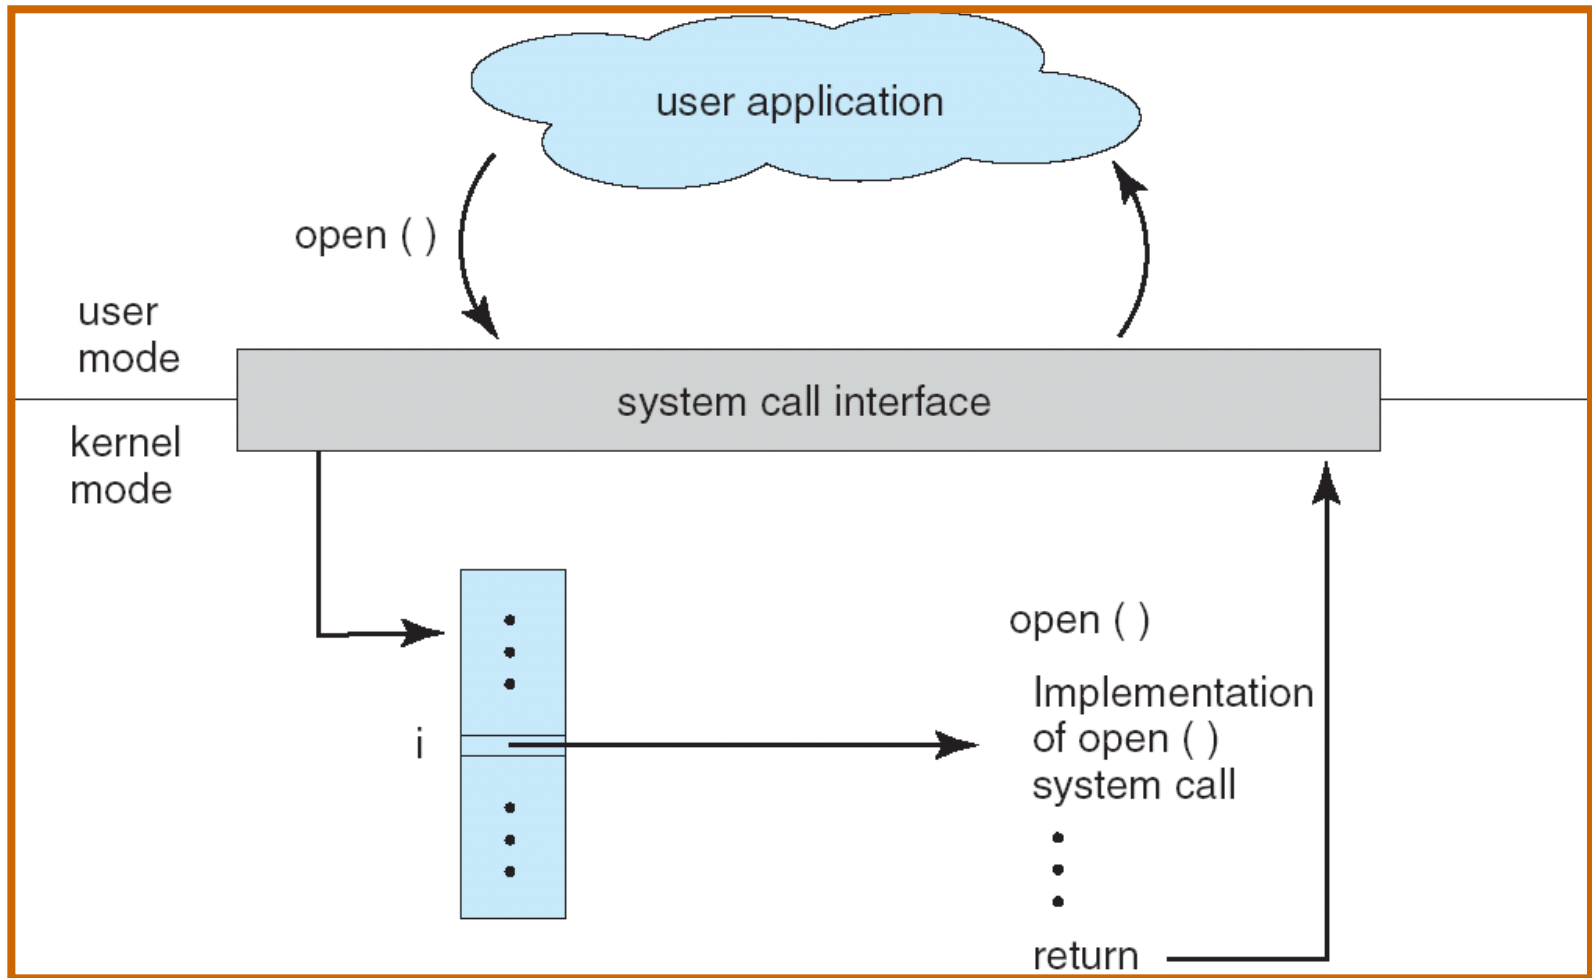 user application
open ( )
user
mode
system call interface
kernel
mode
open ( )
Implementation
of open ( )
system call
i
return